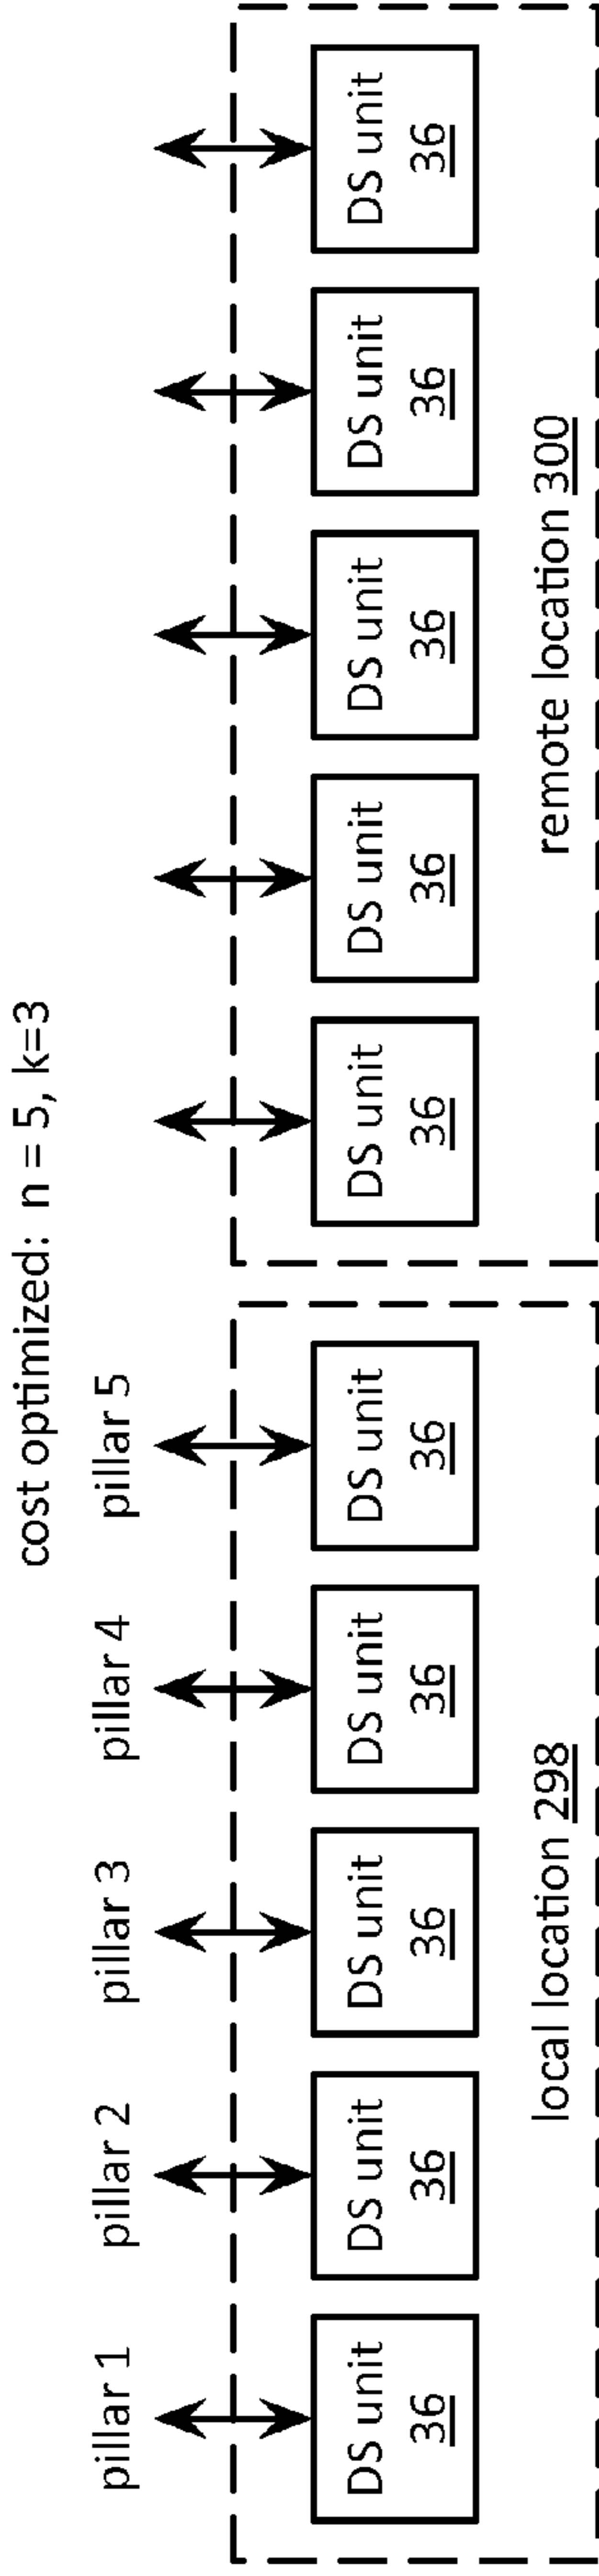 cost optimized:  n = 5, k=3
pillar 1
pillar 2
pillar 3
pillar 4
pillar 5
DS unit
36
DS unit
36
DS unit
36
DS unit
36
DS unit
36
DS unit
36
DS unit
36
DS unit
36
DS unit
36
DS unit
36
local location 298
remote location 300